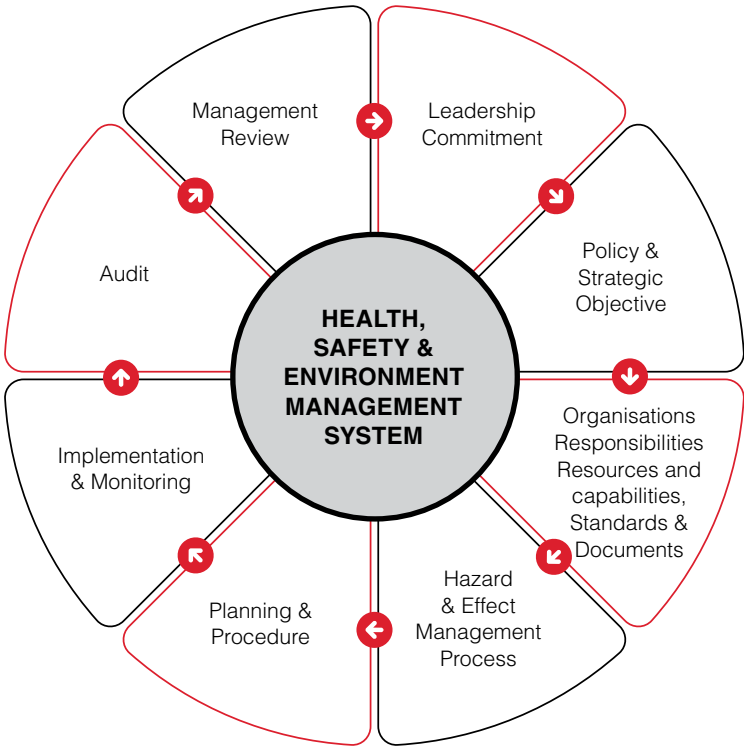 Management
Review
Leadership
Commitment
Policy &
Strategic
Objective
Organisations
Responsibilities
Resources and
capabilities,
Standards &
Documents
Hazard
& Effect
Management
Process
Planning &
Procedure
Implementation
& Monitoring
Audit
HEALTH,
SAFETY &
ENVIRONMENT
MANAGEMENT
SYSTEM